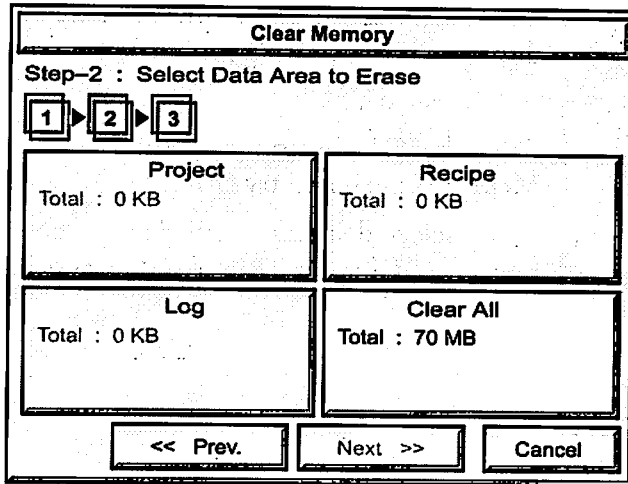 Clear Memory
Step–2 : Select Data Area to Erase
1 2 3
Project
Total : 0 KB
Recipe
Total : 0 KB
Log
Total : 0 KB
Clear All
Total : 70 MB
<< Prev.
Next >>
Cancel